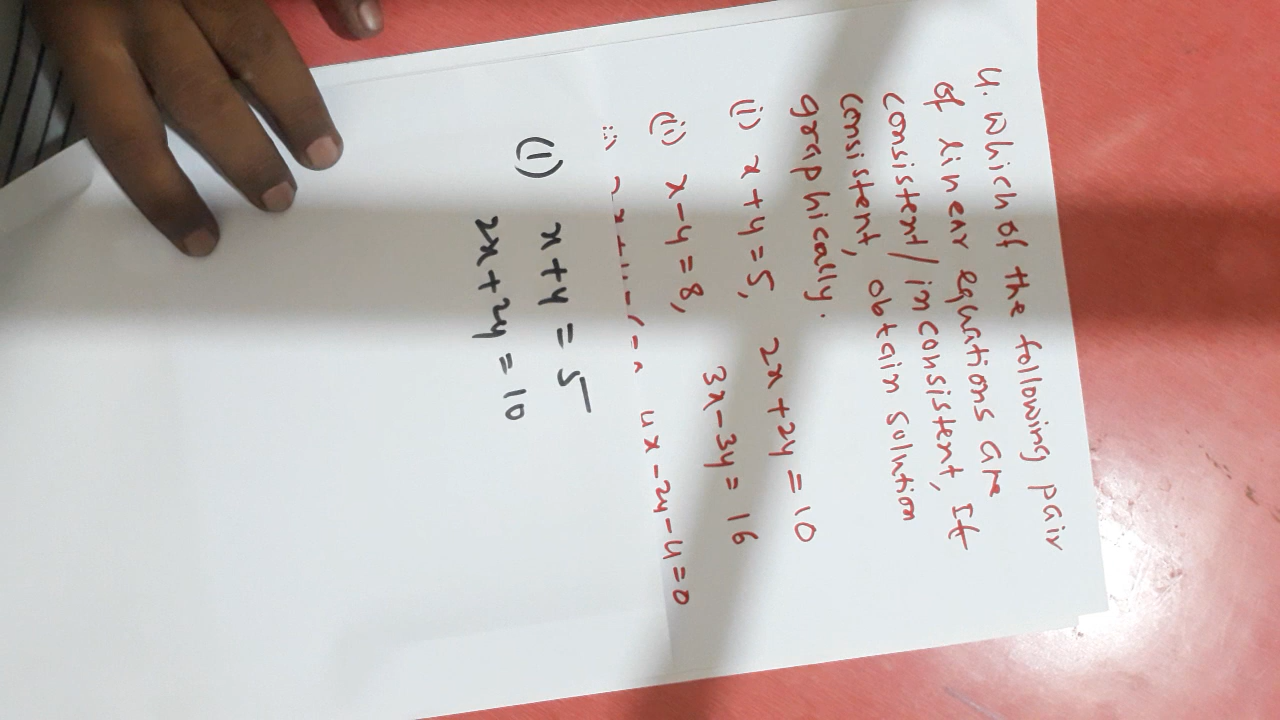 4. Which of the following pair
of linear equations are
consistent/inconsistent, If
consistent, obtain solution
graphically.
(i) x+y=5, 2x+2y=10
(ii) x-y=8, 3x-3y=16
4x-2y-4=0
(1) x+y=5
2x+2y=10